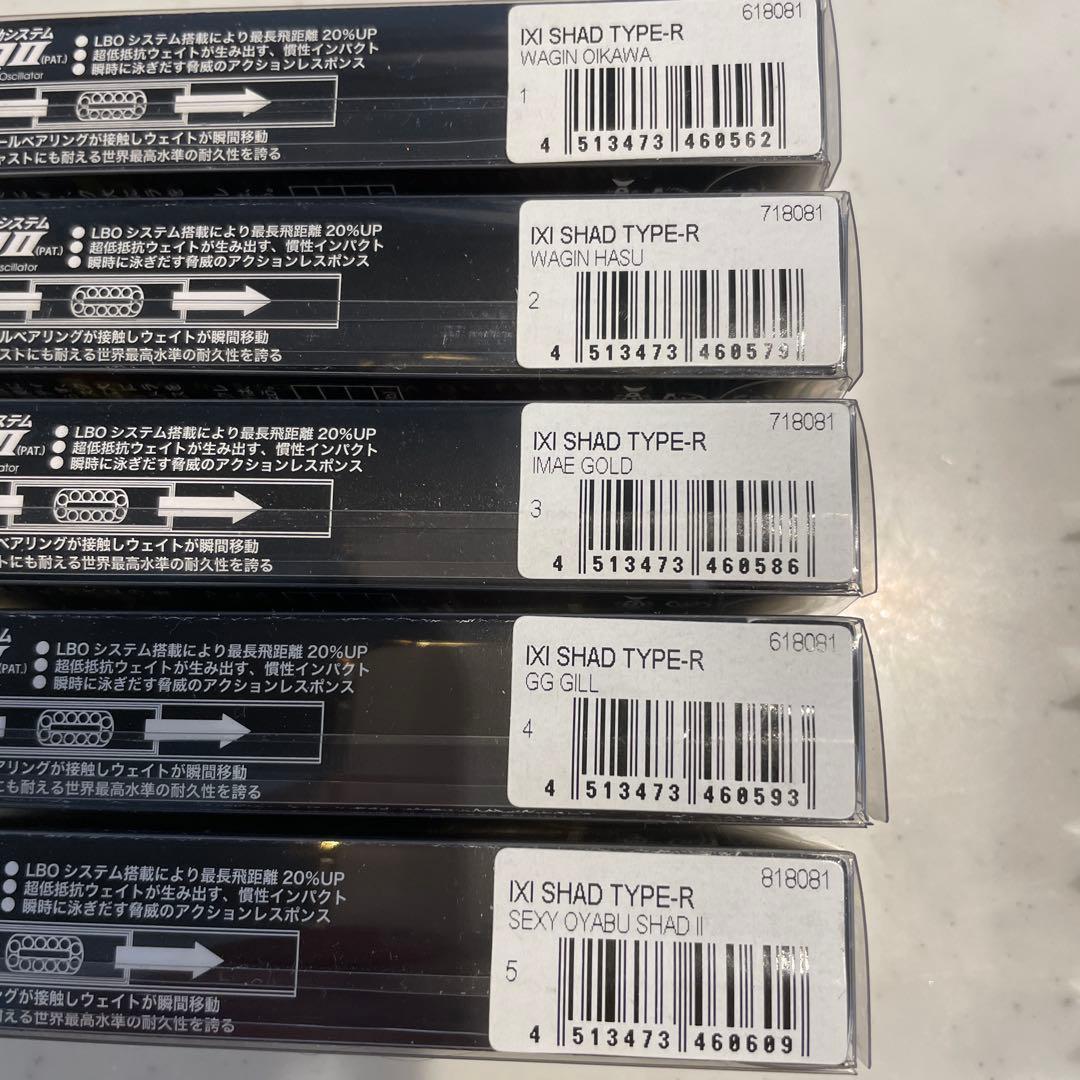 システム
(PAT.)
Oscillator
● LBO システム搭載により最長飛距離 20%UP
● 超低抵抗ウェイトが生み出す、慣性インパクト
● 瞬時に泳ぎだす脅威のアクションレスポンス
ールベアリングが接触しウェイトが瞬間移動
ャストにも耐える世界最高水準の耐久性を誇る
618081
IXI SHAD TYPE-R
WAGIN OIKAWA
1
4 513473 460562
システム
(PAT.)
scillator
● LBO システム搭載により最長飛距離 20%UP
● 超低抵抗ウェイトが生み出す、慣性インパクト
● 瞬時に泳ぎだす脅威のアクションレスポンス
ールベアリングが接触しウェイトが瞬間移動
ストにも耐える世界最高水準の耐久性を誇る
718081
IXI SHAD TYPE-R
WAGIN HASU
2
4 513473 460579
ステム
(PAT.)
ator
● LBO システム搭載により最長飛距離 20%UP
● 超低抵抗ウェイトが生み出す、慣性インパクト
● 瞬時に泳ぎだす脅威のアクションレスポンス
ベアリングが接触しウェイトが瞬間移動
トにも耐える世界最高水準の耐久性を誇る
718081
IXI SHAD TYPE-R
IMAE GOLD
3
4 513473 460586
(PAT.)
● LBO システム搭載により最長飛距離 20%UP
● 超低抵抗ウェイトが生み出す、慣性インパクト
● 瞬時に泳ぎだす脅威のアクションレスポンス
アリングが接触しウェイトが瞬間移動
にも耐える世界最高水準の耐久性を誇る
618081
IXI SHAD TYPE-R
GG GILL
4
4 513473 460593
● LBO システム搭載により最長飛距離 20%UP
● 超低抵抗ウェイトが生み出す、慣性インパクト
● 瞬時に泳ぎだす脅威のアクションレスポンス
ングが接触しウェイトが瞬間移動
耐える世界最高水準の耐久性を誇る
818081
IXI SHAD TYPE-R
SEXY OYABU SHAD II
5
4 513473 460609